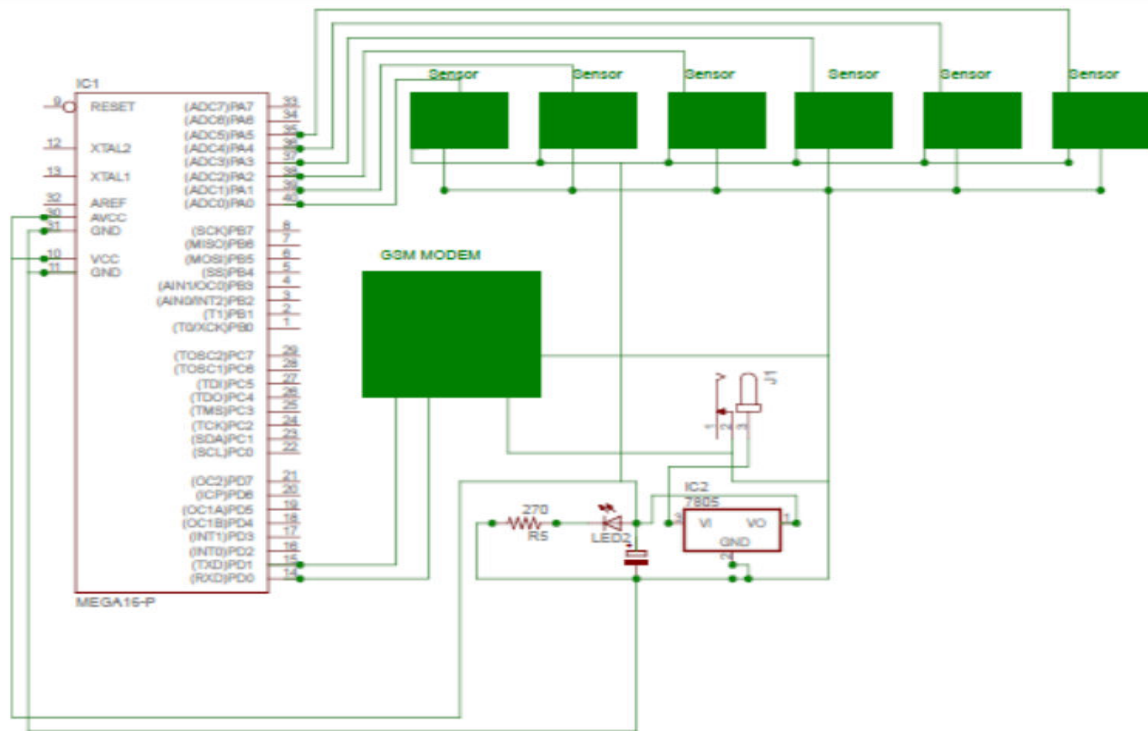 IC1
9 RESET
12 XTAL2
13 XTAL1
32 AREF
30 AVCC
31 GND
10 VCC
11 GND
(ADC7)PA7 33
(ADC6)PA6 34
(ADC5)PA5 35
(ADC4)PA4 36
(ADC3)PA3 37
(ADC2)PA2 38
(ADC1)PA1 39
(ADC0)PA0 40
(SCK)PB7 8
(MISO)PB6 7
(MOSI)PB5 6
(SS)PB4 5
(AIN1/OC0)PB3 4
(AIN0/INT2)PB2 3
(T1)PB1 2
(T0/XCK)PB0 1
(TOSC2)PC7 29
(TOSC1)PC6 28
(TDI)PC5 27
(TDO)PC4 26
(TMS)PC3 25
(TCK)PC2 24
(SDA)PC1 23
(SCL)PC0 22
(OC2)PD7 21
(ICP)PD6 20
(OC1A)PD5 19
(OC1B)PD4 18
(INT1)PD3 17
(INT0)PD2 16
(TXD)PD1 15
(RXD)PD0 14
MEGA16-P
Sensor Sensor Sensor Sensor Sensor Sensor
GSM MODEM
J1
1 2 3
270
R5
LED2
IC2
7805
VI VO
GND
2